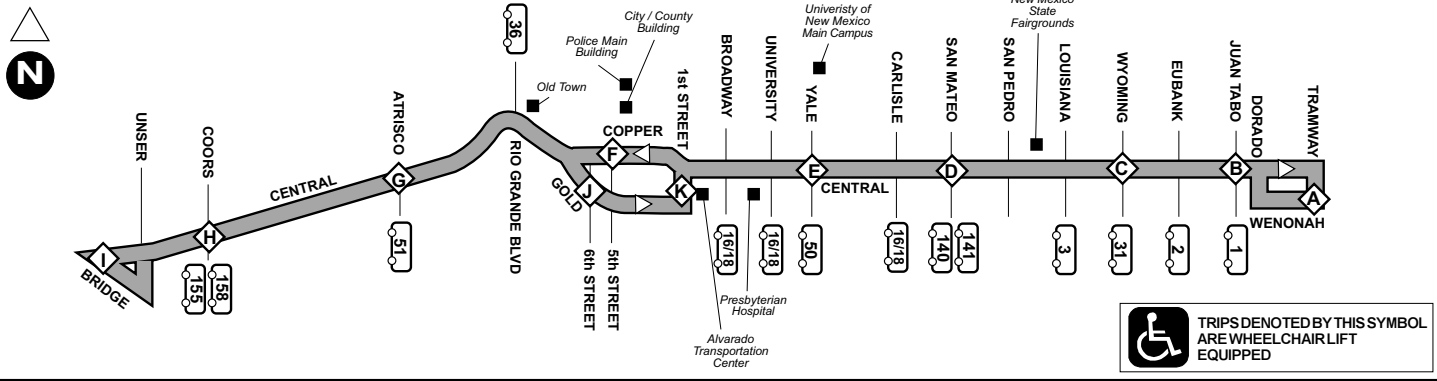 N
36
City / County
Building
Police Main
Building
Old Town
Univeristy of
New Mexico
Main Campus
New Mexico
State
Fairgrounds
UNSER
COORS
ATRISCO
RIO GRANDE BLVD
COPPER
1st STREET
BROADWAY
UNIVERSITY
YALE
CARLISLE
SAN MATEO
SAN PEDRO
LOUISIANA
WYOMING
EUBANK
JUAN TABO
DORADO
TRAMWAY
CENTRAL
CENTRAL
GOLD
WENONAH
BRIDGE
I
H
G
F
J
K
E
D
C
B
A
155
158
51
6th STREET
5th STREET
16/18
16/18
50
16/18
140
141
3
31
2
1
Presbyterian
Hospital
Alvarado
Transportation
Center
TRIPS DENOTED BY THIS SYMBOL
ARE WHEELCHAIR LIFT
EQUIPPED